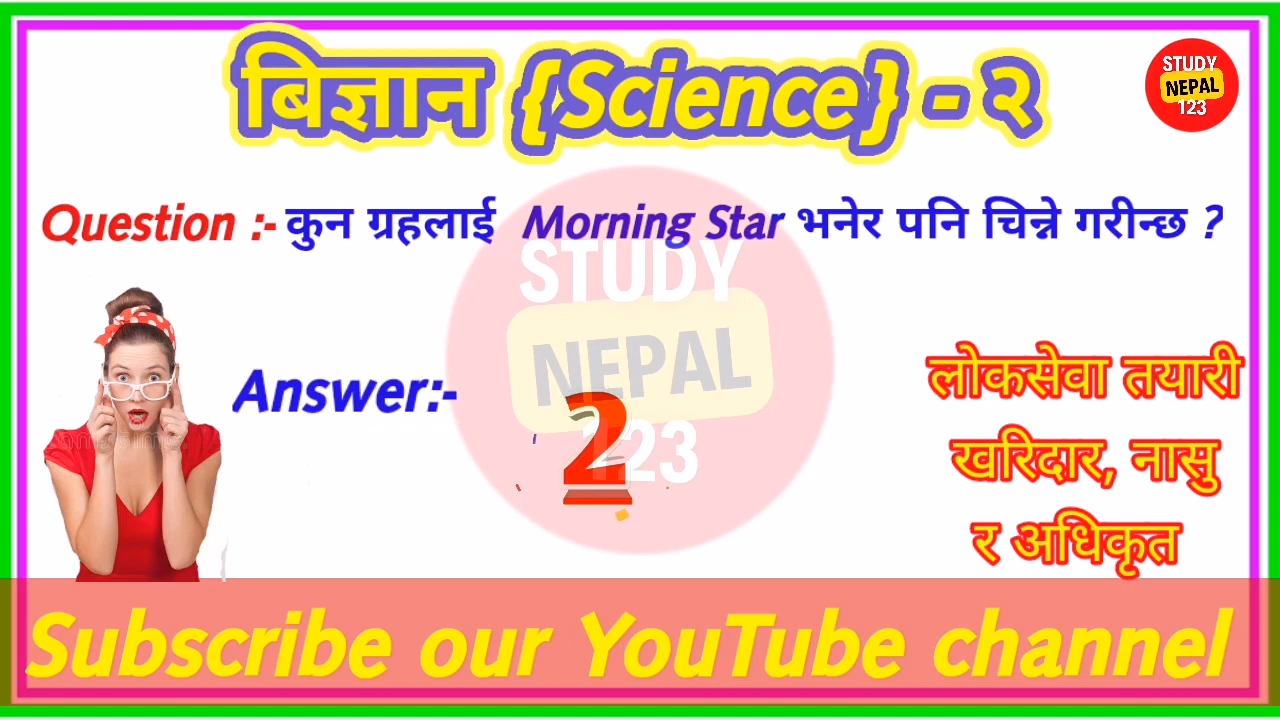 बिज्ञान {Science} - २
STUDY
NEPAL
123
Question :- कुन ग्रहलाई Morning Star भनेर पनि चिन्ने गरीन्छ ?
STUDY
NEPAL
123
Answer:-
2
लोकसेवा तयारी
खरिदार, नासु
र अधिकृत
Subscribe our YouTube channel